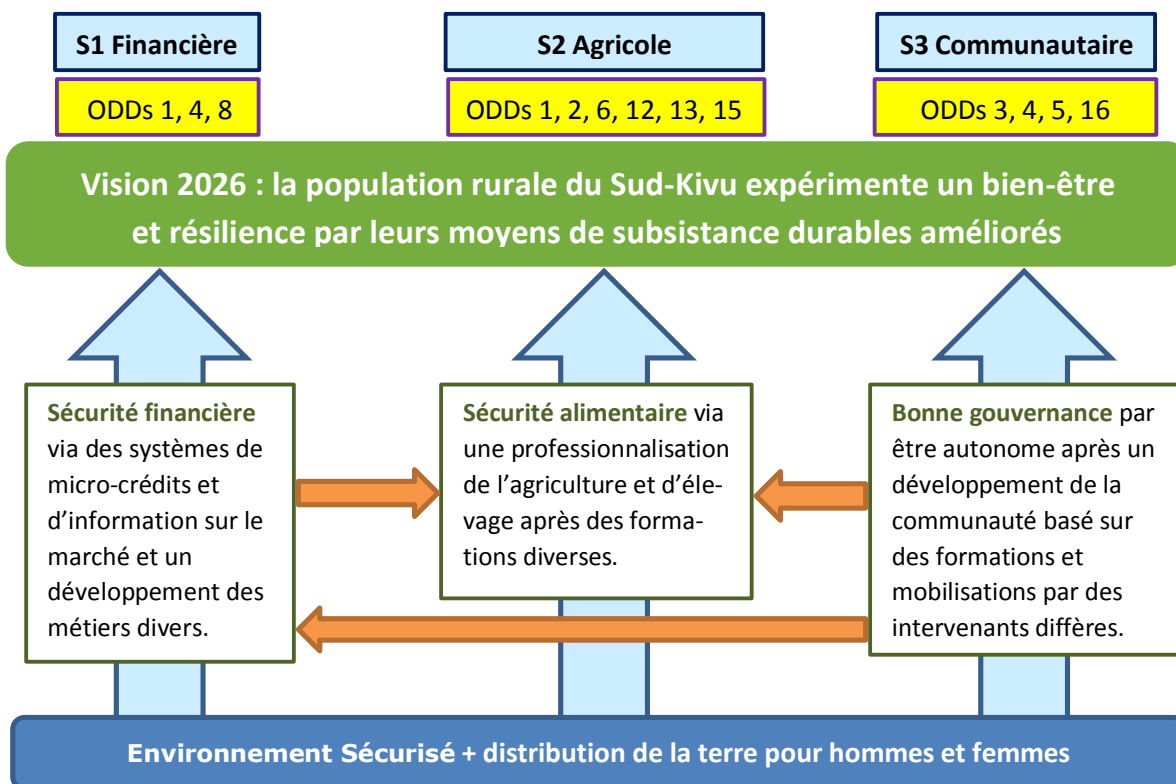 S1 Financière
S2 Agricole
S3 Communautaire
ODDs 1, 4, 8
ODDs 1, 2, 6, 12, 13, 15
ODDs 3, 4, 5, 16
Vision 2026 : la population rurale du Sud-Kivu expérimente un bien-être
et résilience par leurs moyens de subsistance durables améliorés
Sécurité financière
via des systèmes de
micro-crédits et
d’information sur le
marché et un
développement des
métiers divers.
Sécurité alimentaire via
une professionnalisation
de l’agriculture et d’éle-
vage après des forma-
tions diverses.
Bonne gouvernance par
être autonome après un
développement de la
communauté basé sur
des formations et
mobilisations par des
intervenants diffères.
Environnement Sécurisé + distribution de la terre pour hommes et femmes